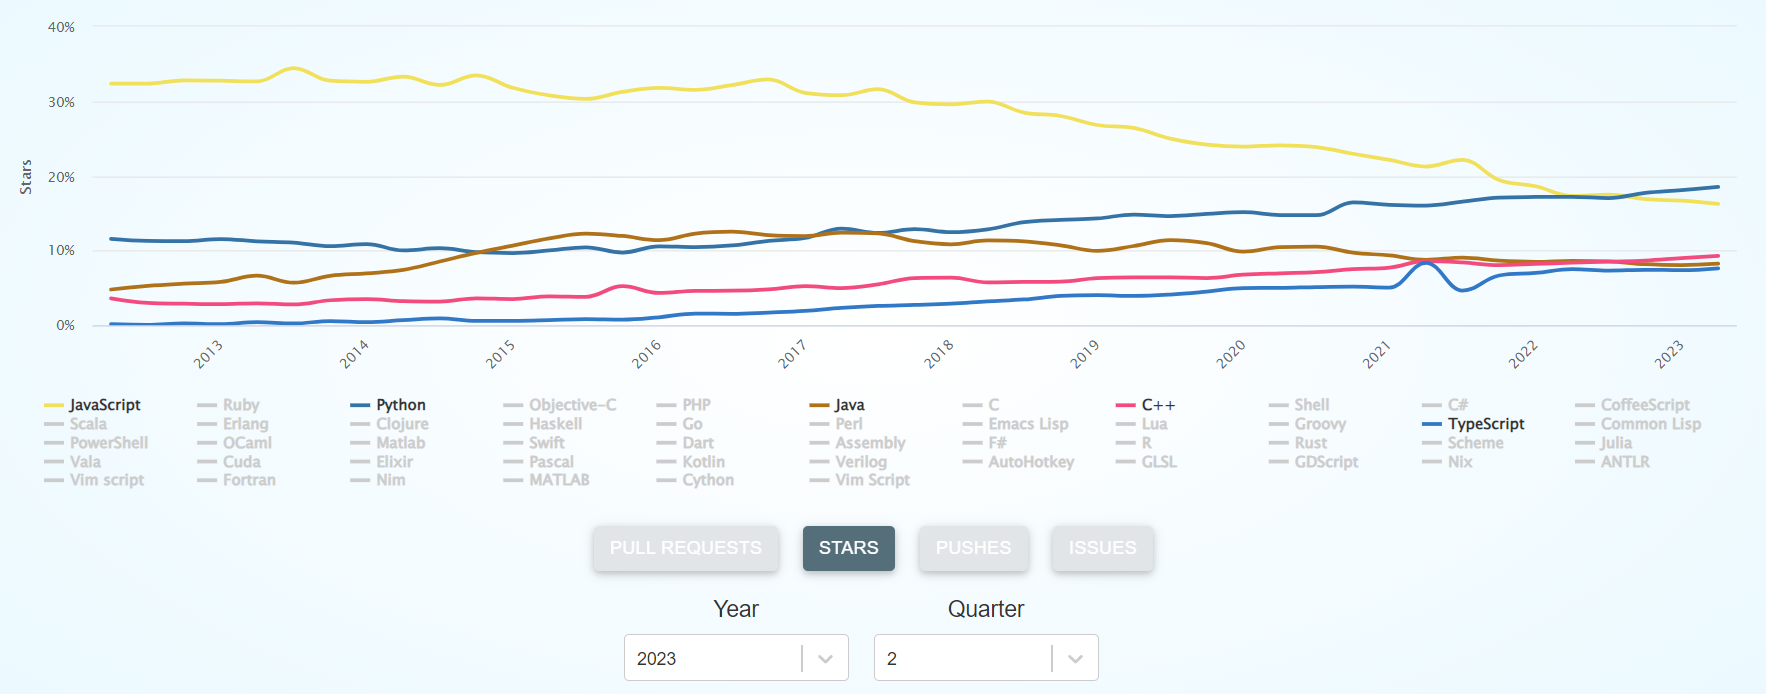 40%
30%
20%
10%
0%
Stars
2013 2014 2015 2016 2017 2018 2019 2020 2021 2022 2023
JavaScript Ruby Python Objective-C PHP Java C C++ Shell C# CoffeeScript
Scala Erlang Clojure Haskell Go Perl Emacs Lisp Lua Groovy TypeScript Common Lisp
PowerShell OCaml Matlab Swift Dart Assembly F# R Rust Scheme Julia
Vala Cuda Elixir Pascal Kotlin Verilog AutoHotkey GLSL GDScript Nix ANTLR
Vim script Fortran Nim MATLAB Cython Vim Script
PULL REQUESTS STARS PUSHES ISSUES
Year Quarter
2023 2